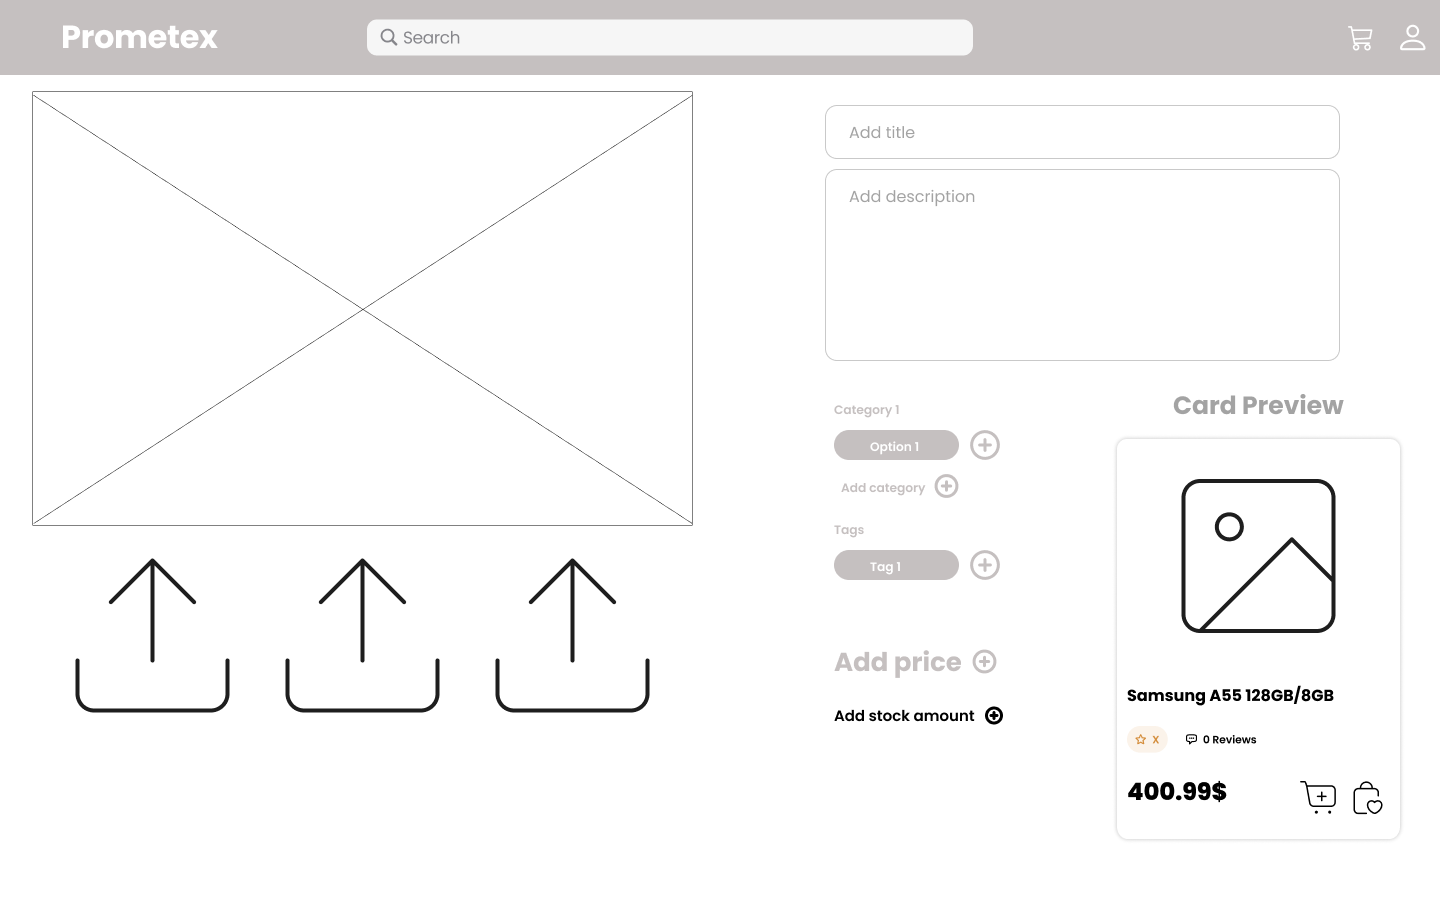 Prometex
Search
Add title
Add description
Category 1
Option 1
Add category
Tags
Tag 1
Add price
Add stock amount
Card Preview
Samsung A55 128GB/8GB
X
0 Reviews
400.99$